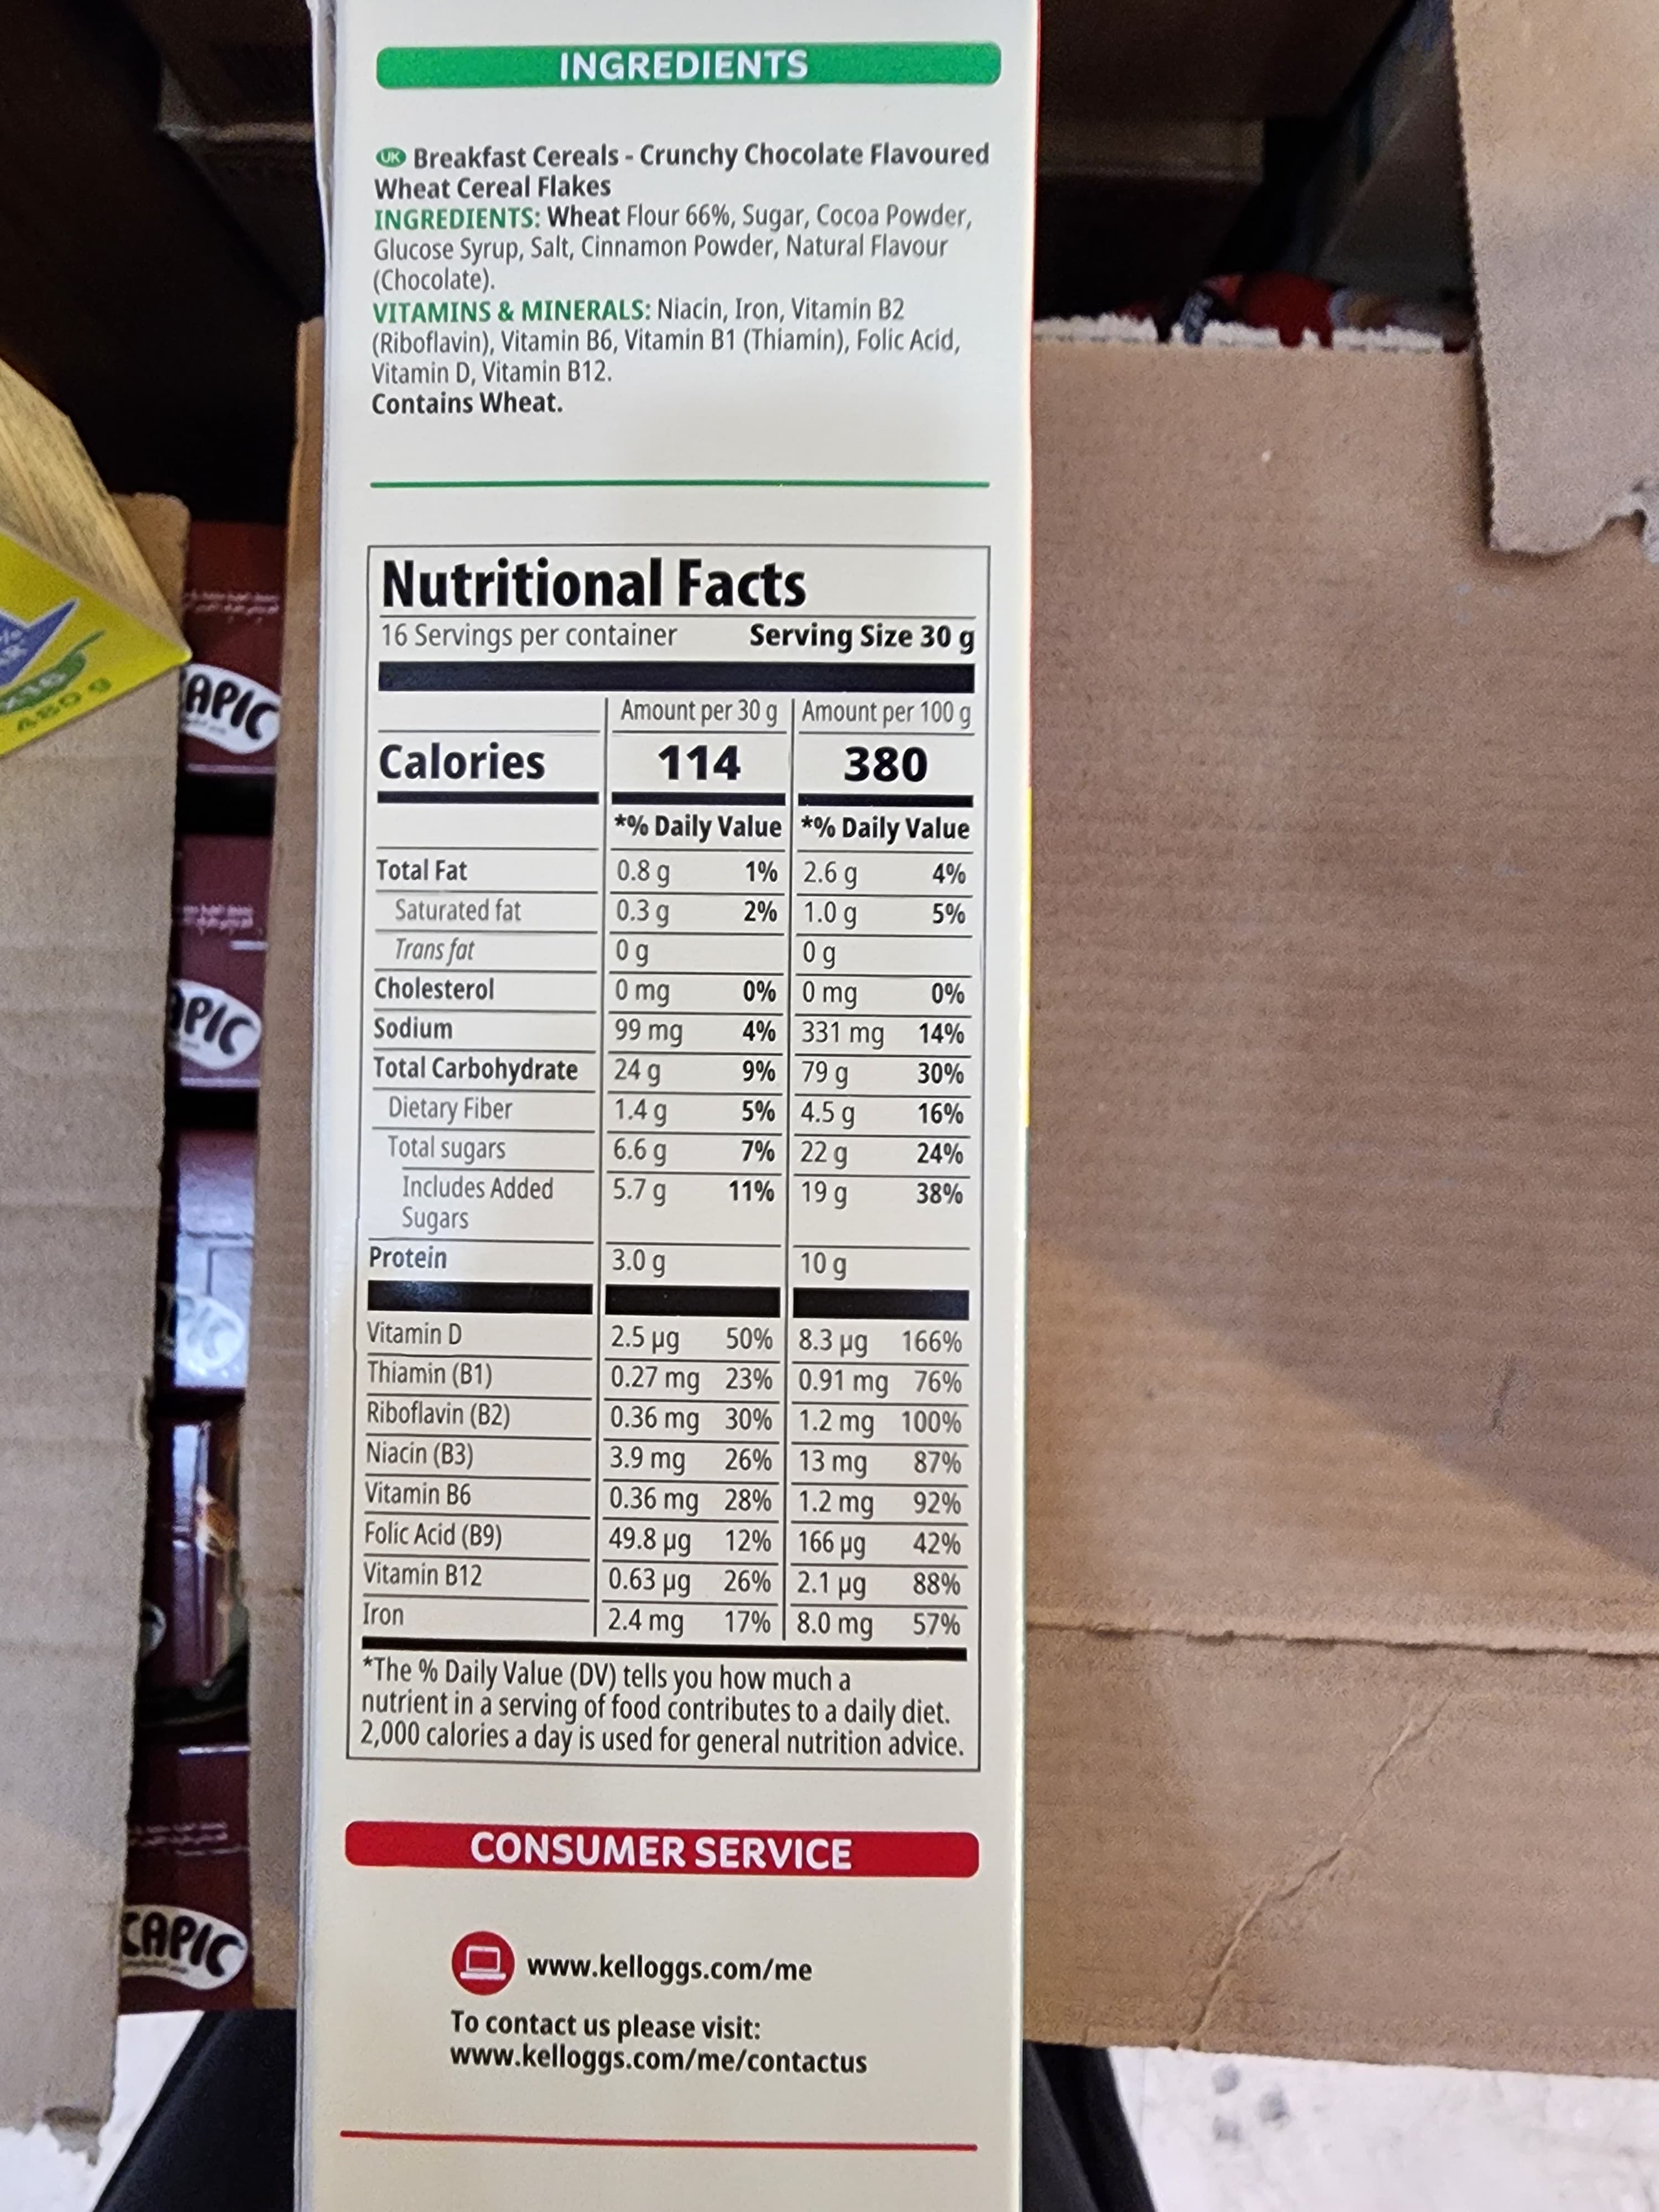 INGREDIENTS
UK Breakfast Cereals - Crunchy Chocolate Flavoured
Wheat Cereal Flakes
INGREDIENTS: Wheat Flour 66%, Sugar, Cocoa Powder,
Glucose Syrup, Salt, Cinnamon Powder, Natural Flavour
(Chocolate).
VITAMINS & MINERALS: Niacin, Iron, Vitamin B2
(Riboflavin), Vitamin B6, Vitamin B1 (Thiamin), Folic Acid,
Vitamin D, Vitamin B12.
Contains Wheat.
Nutritional Facts
16 Servings per container Serving Size 30 g
Amount per 30 g Amount per 100 g
Calories 114 380
*% Daily Value *% Daily Value
Total Fat 0.8 g 1% 2.6 g 4%
Saturated fat 0.3 g 2% 1.0 g 5%
Trans fat 0 g 0 g
Cholesterol 0 mg 0% 0 mg 0%
Sodium 99 mg 4% 331 mg 14%
Total Carbohydrate 24 g 9% 79 g 30%
Dietary Fiber 1.4 g 5% 4.5 g 16%
Total sugars 6.6 g 7% 22 g 24%
Includes Added 5.7 g 11% 19 g 38%
Sugars
Protein 3.0 g 10 g
Vitamin D 2.5 µg 50% 8.3 µg 166%
Thiamin (B1) 0.27 mg 23% 0.91 mg 76%
Riboflavin (B2) 0.36 mg 30% 1.2 mg 100%
Niacin (B3) 3.9 mg 26% 13 mg 87%
Vitamin B6 0.36 mg 28% 1.2 mg 92%
Folic Acid (B9) 49.8 µg 12% 166 µg 42%
Vitamin B12 0.63 µg 26% 2.1 µg 88%
Iron 2.4 mg 17% 8.0 mg 57%
*The % Daily Value (DV) tells you how much a
nutrient in a serving of food contributes to a daily diet.
2,000 calories a day is used for general nutrition advice.
CONSUMER SERVICE
www.kelloggs.com/me
To contact us please visit:
www.kelloggs.com/me/contactus